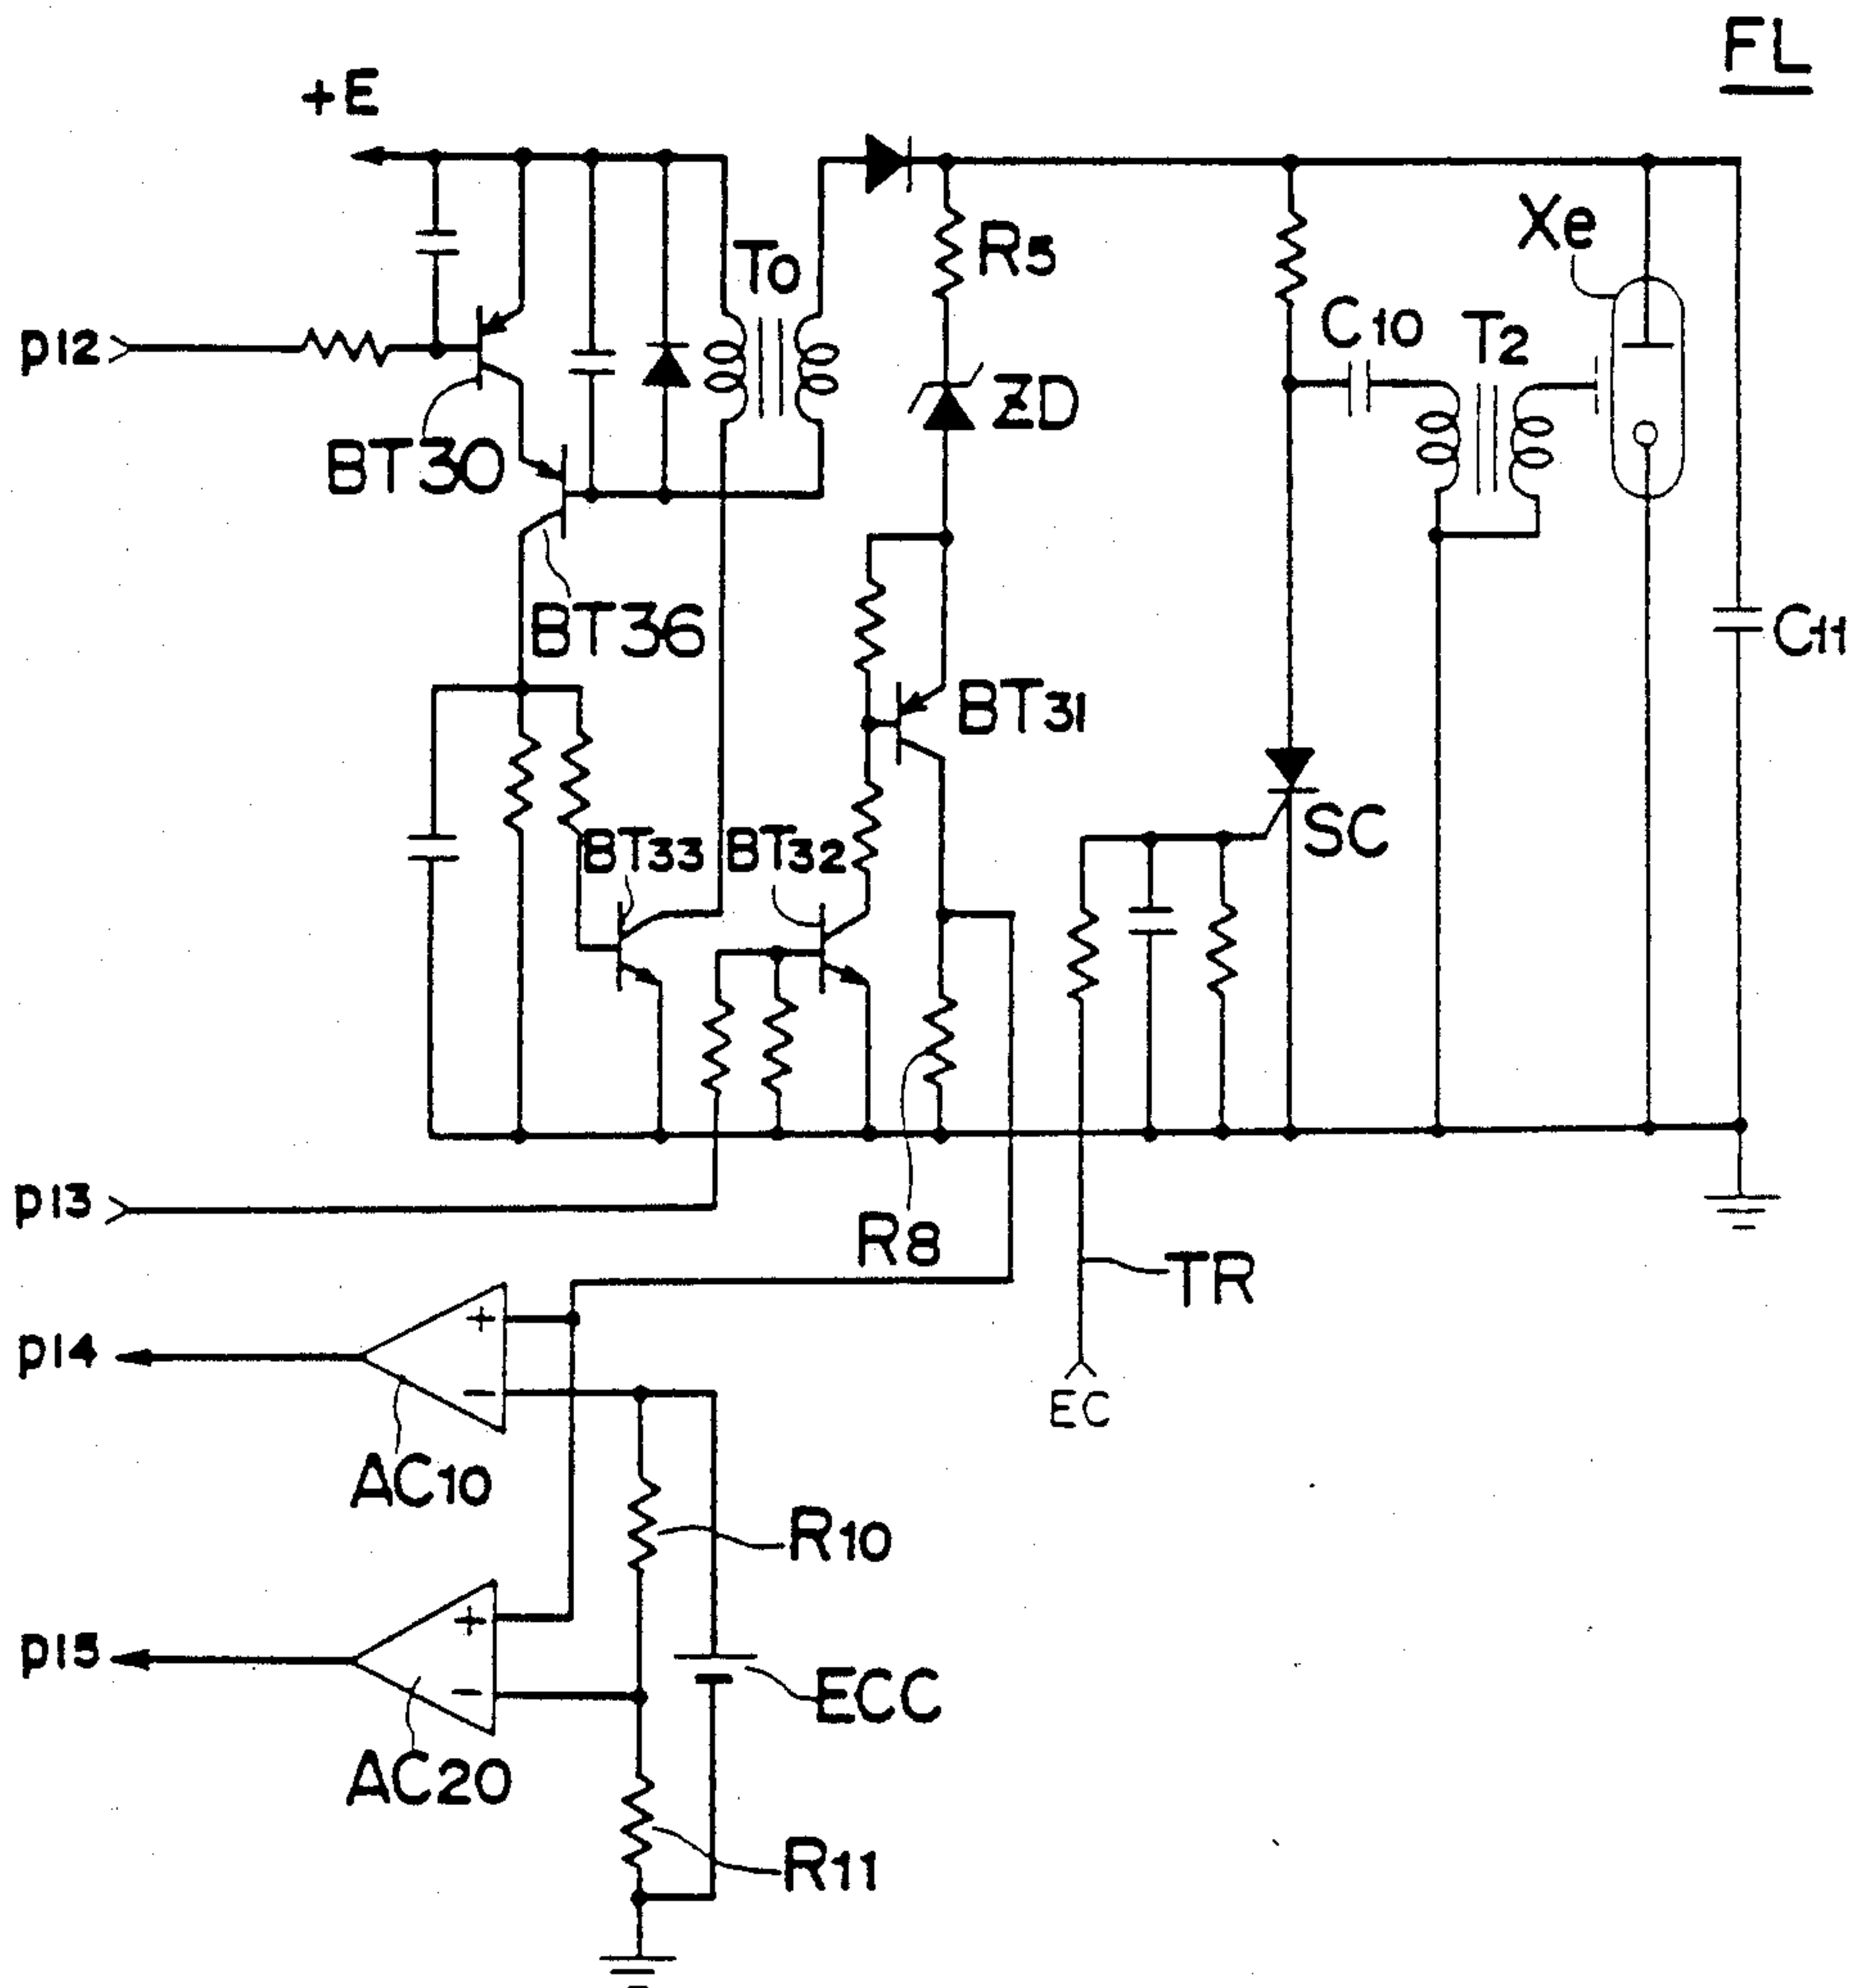 FL
+E
Xe
R5
T0
C10
T2
P12
ZD
BT30
BT36
C11
BT31
SC
BT33
BT32
P13
R8
TR
+
P14
−
EC
AC10
R10
+
P15
−
ECC
AC20
R11